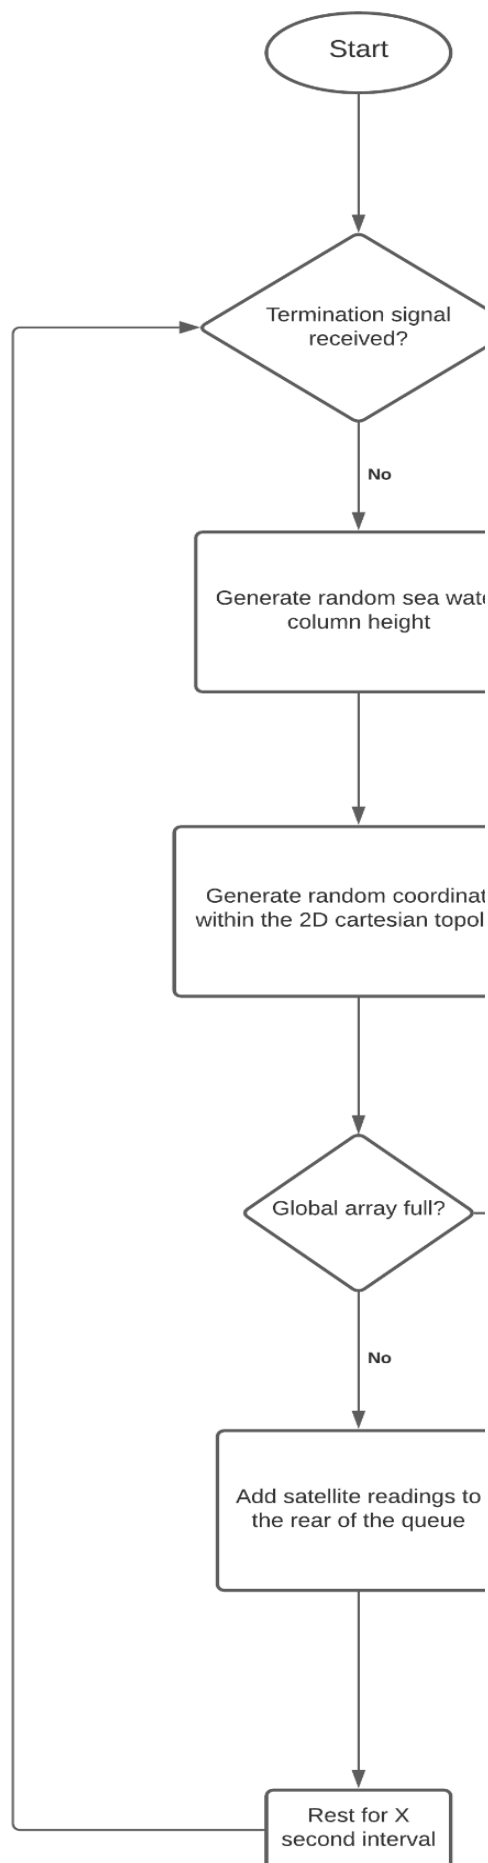 Start
Termination signal
received?
No
Generate random sea
column height
No
Generate random
within the 2D cartesian
Global array full?
No
Add satellite readings to
the rear of the queue
Rest for X
second interval